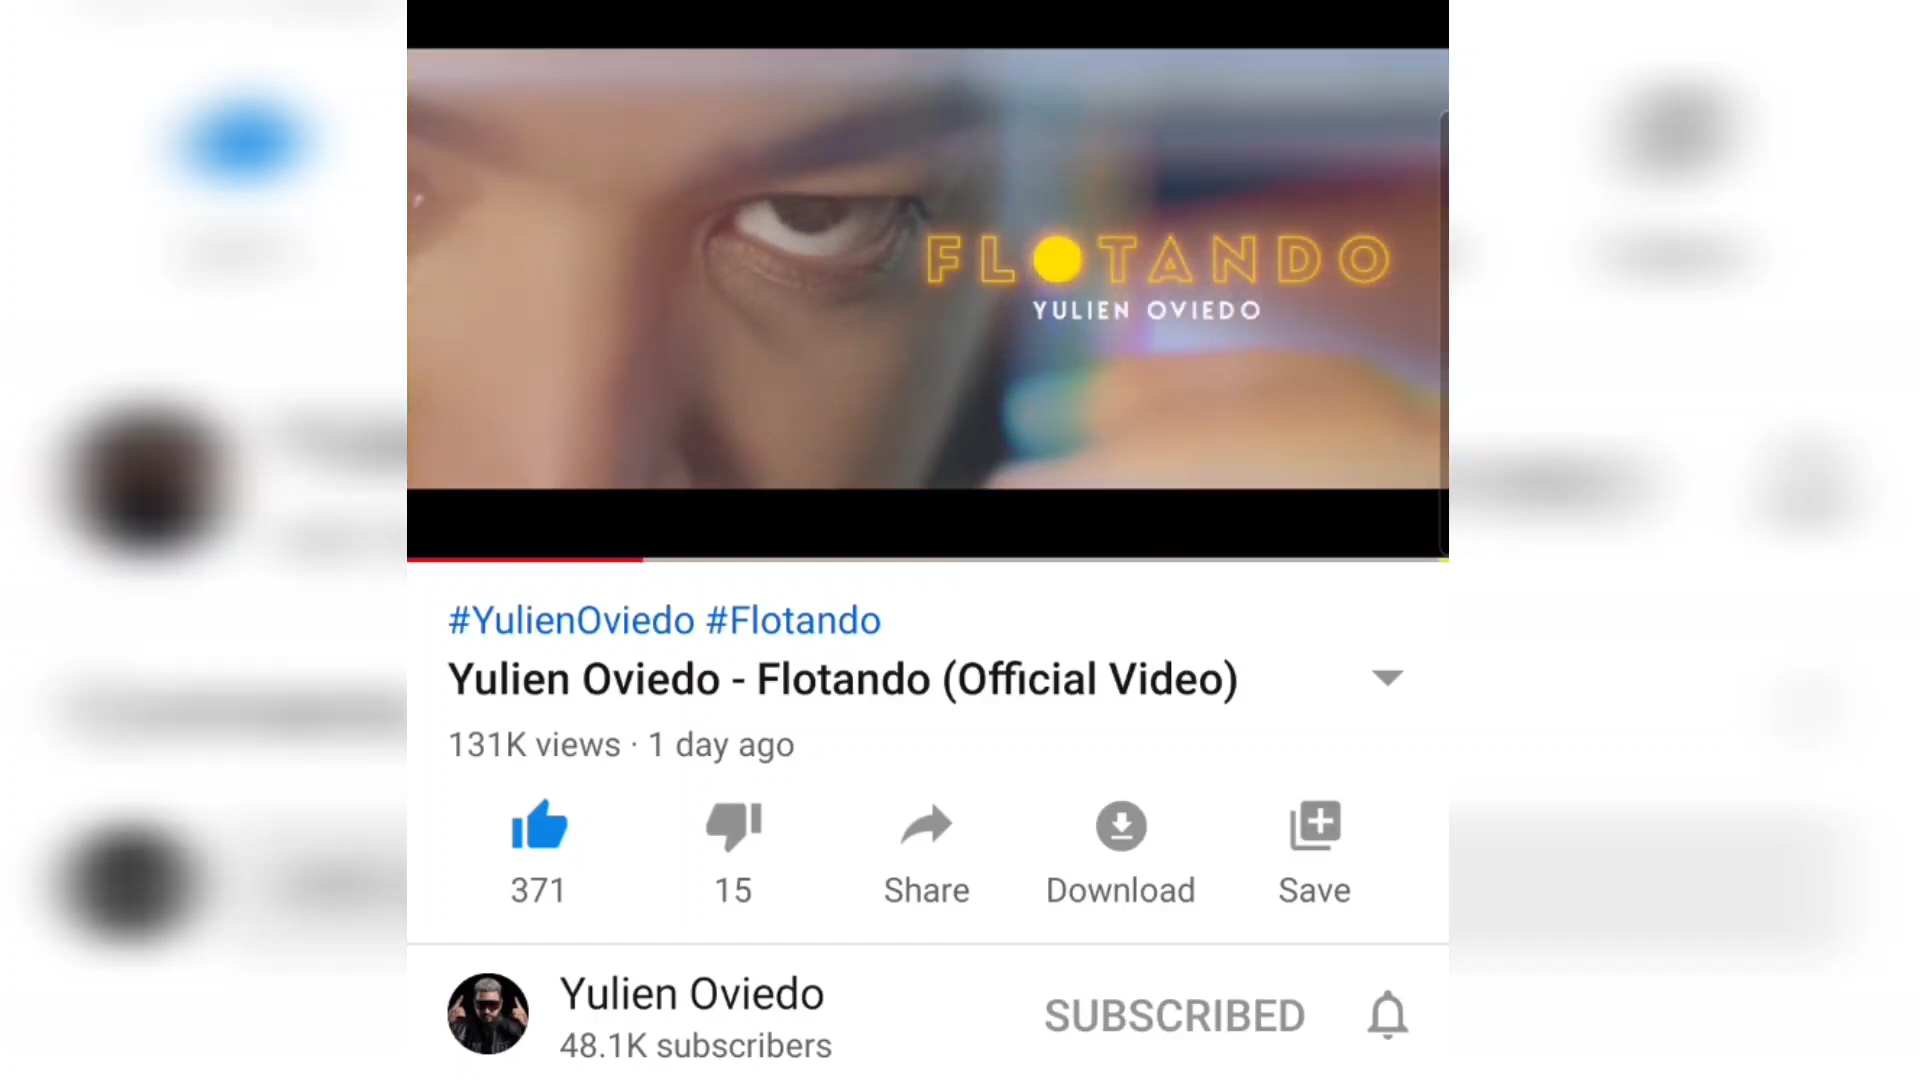 FLOTANDO
YULIEN OVIEDO
#YulienOviedo #Flotando
Yulien Oviedo - Flotando (Official Video)
131K views · 1 day ago
371 15 Share Download Save
Yulien Oviedo
SUBSCRIBED
48.1K subscribers